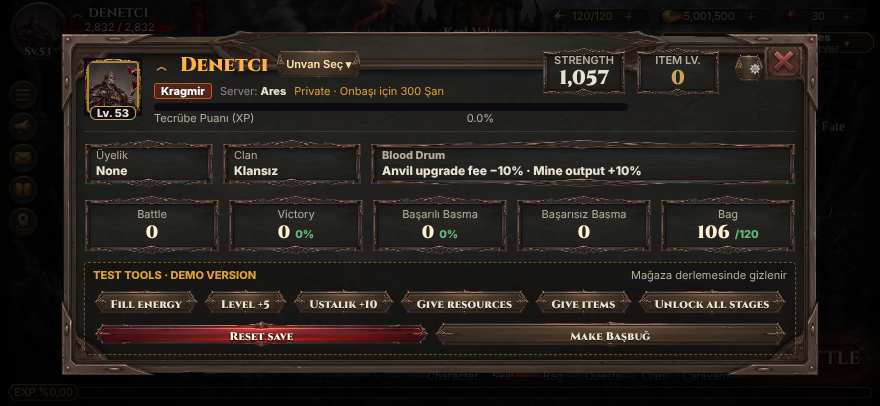 DENETCI
2,832 / 2,832
Sv.51
120/120 +
5,001,500 +
30 +
DENETCI
Unvan Seç ▾
STRENGTH
1,057
ITEM LV.
0
Kragmir Server: Ares Private · Onbaşı için 300 Şan
Lv. 53
Tecrübe Puanı (XP) 0.0%
Üyelik
None
Clan
Klansız
Blood Drum
Anvil upgrade fee −10% · Mine output +10%
Battle
0
Victory
0 0%
Başarılı Basma
0 0%
Başarısız Basma
0
Bag
106 /120
TEST TOOLS · DEMO VERSION
Mağaza derlemesinde gizlenir
FILL ENERGY
LEVEL +5
USTALIK +10
GIVE RESOURCES
GIVE ITEMS
UNLOCK ALL STAGES
RESET SAVE
MAKE BAŞBUĞ
Fate
TLE
EXP %0,00